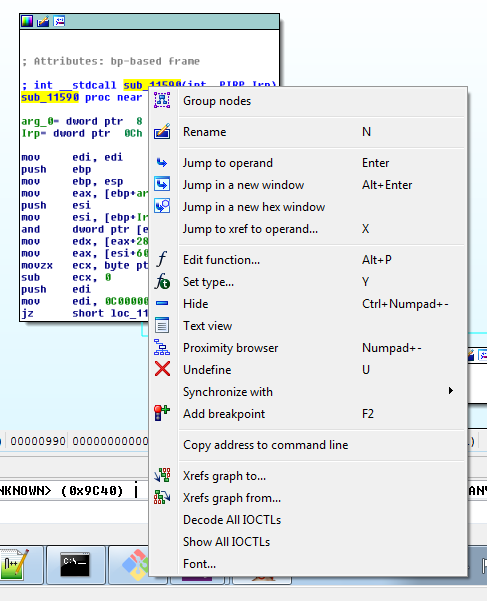 ; Attributes: bp-based frame
; int __stdcall sub_11590(int, PIRP Irp)
sub_11590 proc near
arg_0= dword ptr  8
Irp= dword ptr  0Ch
mov     edi, edi
push    ebp
mov     ebp, esp
mov     eax, [ebp+ar
push    esi
mov     esi, [ebp+Ir
and     dword ptr [e
mov     edx, [eax+28
mov     eax, [esi+60
movzx   ecx, byte pt
sub     ecx, 0
push    edi
mov     edi, 0C00000
jz      short loc_11
Group nodes
Rename N
Jump to operand Enter
Jump in a new window Alt+Enter
Jump in a new hex window
Jump to xref to operand... X
Edit function... Alt+P
Set type... Y
Hide Ctrl+Numpad+-
Text view
Proximity browser Numpad+-
Undefine U
Synchronize with
Add breakpoint F2
Copy address to command line
Xrefs graph to...
Xrefs graph from...
Decode All IOCTLs
Show All IOCTLs
Font...
00000990 000000000000
NKNOWN> (0x9C40) |
C:\